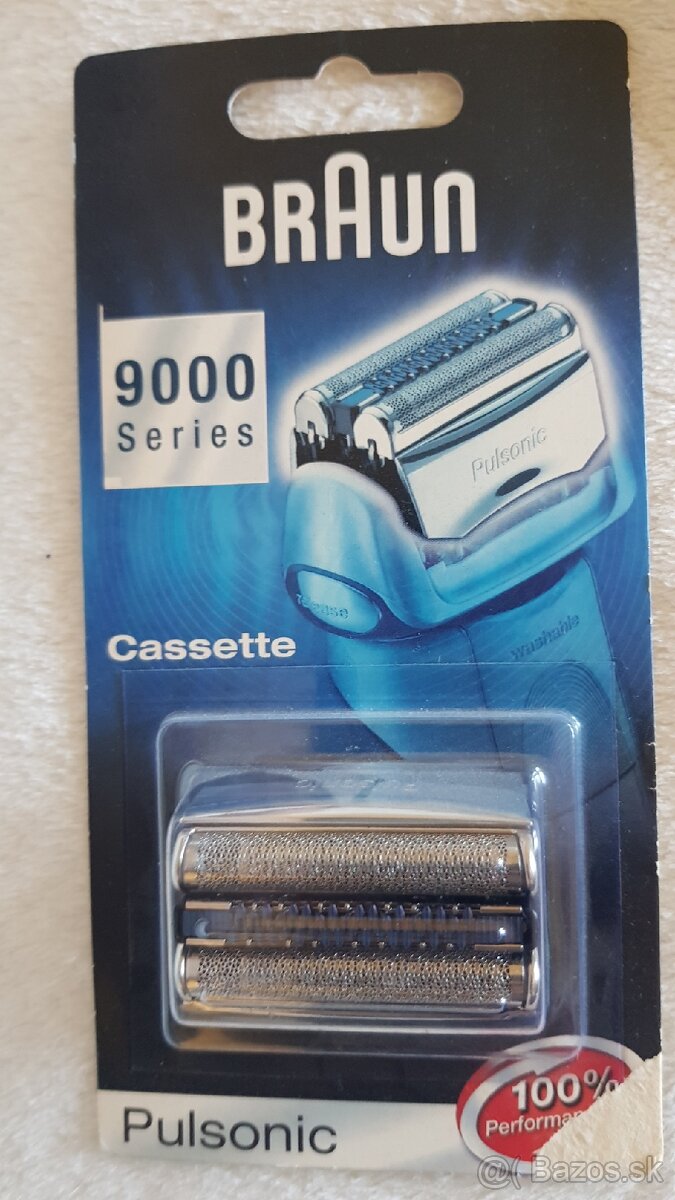 BRAUN
9000
Series
Pulsonic
release
washable
Cassette
100%
Pulsonic
@( Bazos.sk